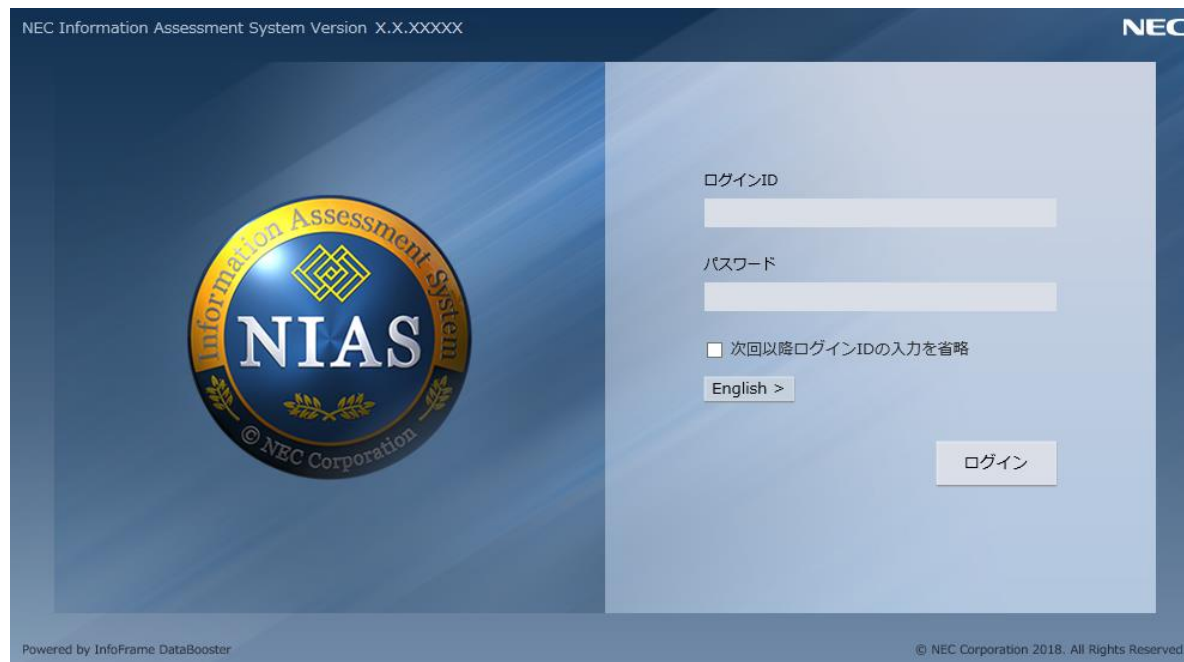 NEC Information Assessment System Version X.X.XXXXX
NEC
Information Assessment System
NIAS
© NEC Corporation
ログインID
パスワード
次回以降ログインIDの入力を省略
English >
ログイン
Powered by InfoFrame DataBooster
© NEC Corporation 2018. All Rights Reserved